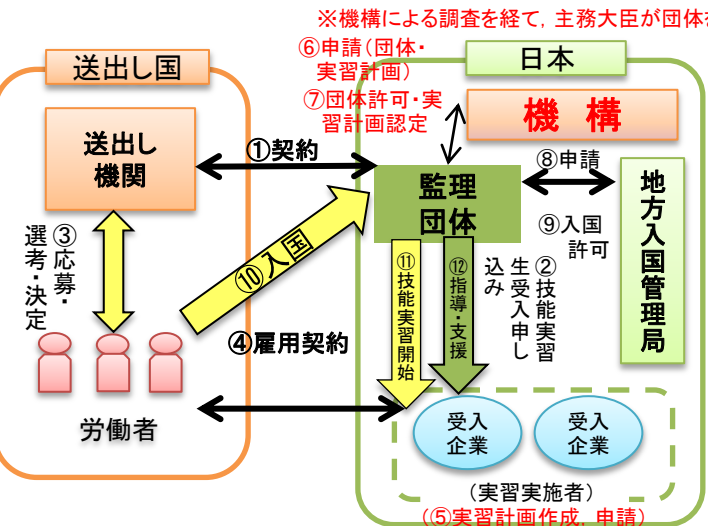 ※機構による調査を経て，主務大臣が団体
⑥申請（団体・
実習計画）
⑦団体許可・実
習計画認定
送出し国
日本
機 構
送出し
機関
①契約
監理
団体
⑧申請
⑨入国
許可
地方入国管理局
③応募・
選考・決定
⑩入国
⑪技能実習開始
⑫指導・支援
②技能実習
生受入申し
込み
④雇用契約
労働者
受入
企業
受入
企業
（実習実施者）
（⑤実習計画作成，申請）